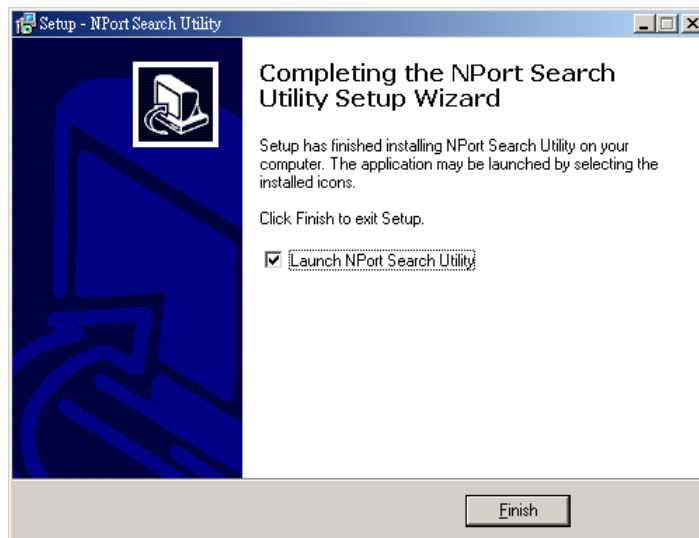 Setup - NPort Search Utility
Completing the NPort Search
Utility Setup Wizard
Setup has finished installing NPort Search Utility on your
computer. The application may be launched by selecting the
installed icons.
Click Finish to exit Setup.
Launch NPort Search Utility
Finish